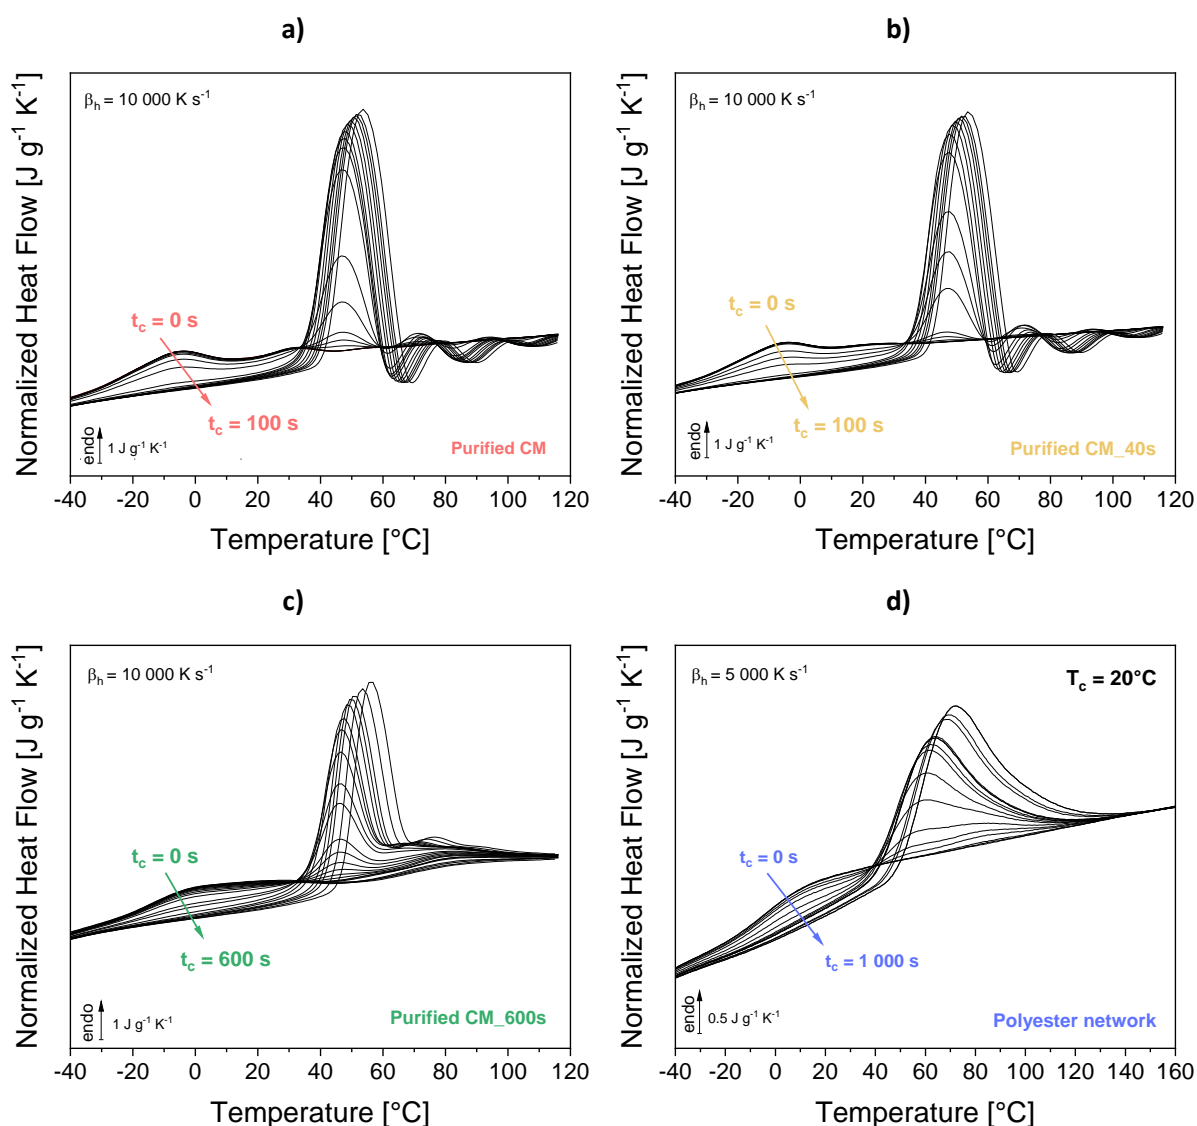 a)
Normalized Heat Flow [J g⁻¹ K⁻¹]
βh = 10 000 K s⁻¹
tc = 0 s
tc = 100 s
endo
1 J g⁻¹ K⁻¹
Purified CM
-40 -20 0 20 40 60 80 100 120
Temperature [°C]
b)
Normalized Heat Flow [J g⁻¹ K⁻¹]
βh = 10 000 K s⁻¹
tc = 0 s
tc = 100 s
endo
1 J g⁻¹ K⁻¹
Purified CM_40s
-40 -20 0 20 40 60 80 100 120
Temperature [°C]
c)
Normalized Heat Flow [J g⁻¹ K⁻¹]
βh = 10 000 K s⁻¹
tc = 0 s
tc = 600 s
endo
1 J g⁻¹ K⁻¹
Purified CM_600s
-40 -20 0 20 40 60 80 100 120
Temperature [°C]
d)
Normalized Heat Flow [J g⁻¹ K⁻¹]
βh = 5 000 K s⁻¹
Tc = 20°C
tc = 0 s
tc = 1 000 s
endo
0.5 J g⁻¹ K⁻¹
Polyester network
-40 -20 0 20 40 60 80 100 120 140 160
Temperature [°C]